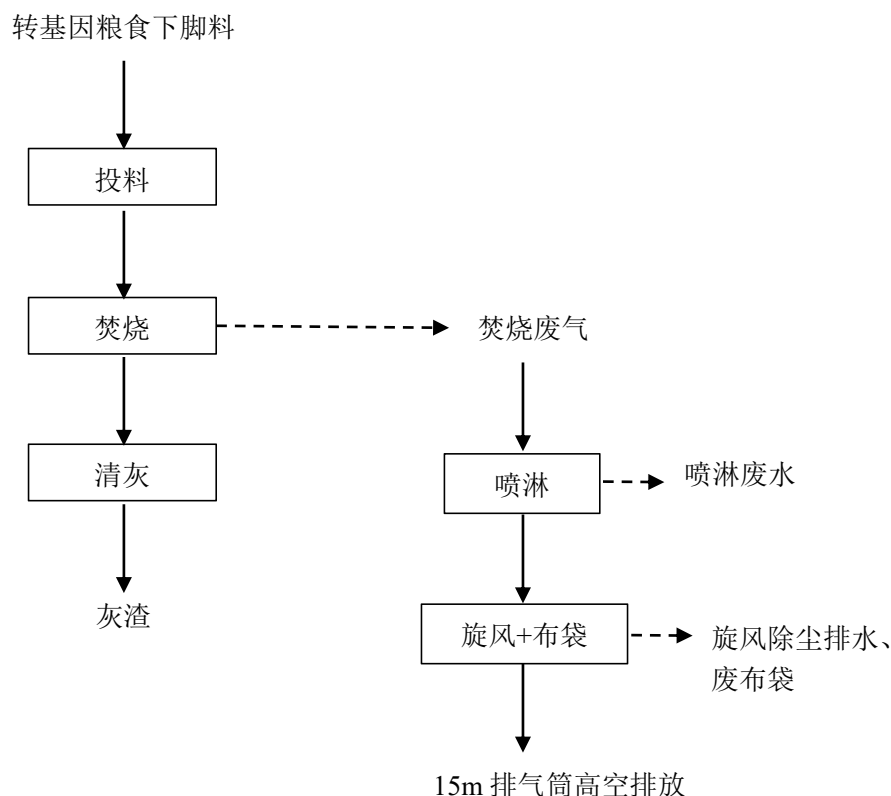 转基因粮食下脚料
投料
焚烧
焚烧废气
清灰
喷淋
喷淋废水
灰渣
旋风+布袋
旋风除尘排水、
废布袋
15m 排气筒高空排放